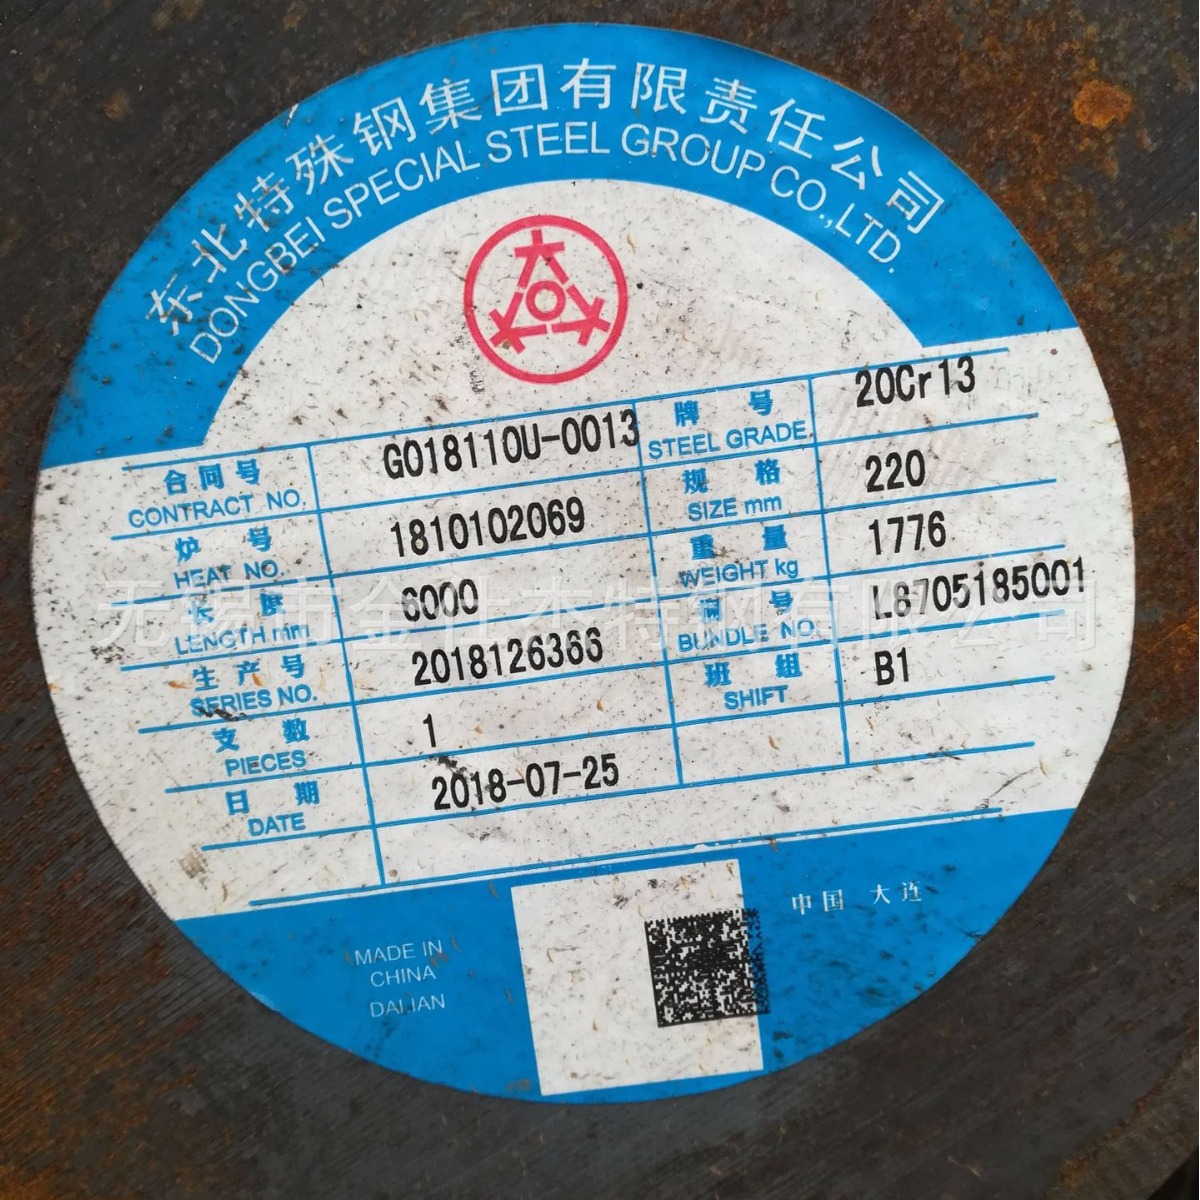 东北特殊钢集团有限责任公司
DONGBEI SPECIAL STEEL GROUP CO.,LTD.
合同号 G018110U-0013 牌 号 20Cr13
CONTRACT NO. STEEL GRADE
炉 号 1810102069 规 格 220
HEAT NO. SIZE mm
长 度 6000 重 量 1776
LENGTH mm WEIGHT kg
生产号 2018126366 捆 号 L8705185001
SERIES NO. BUNDLE NO.
支 数 1 班 组 B1
PIECES SHIFT
日 期 2018-07-25
DATE
无锡市金仕杰特钢有限公司
MADE IN
CHINA
DALIAN
中国 大连